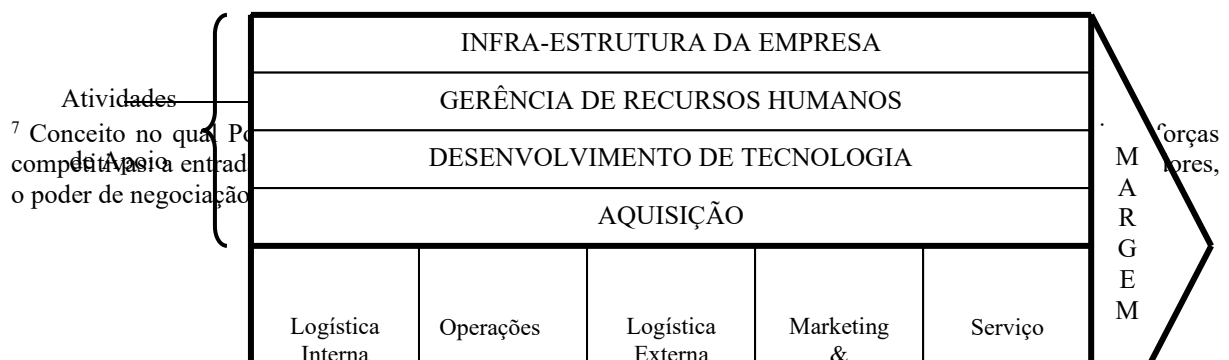 INFRA-ESTRUTURA DA EMPRESA
Atividades
GERÊNCIA DE RECURSOS HUMANOS
de Apoio
DESENVOLVIMENTO DE TECNOLOGIA
AQUISIÇÃO
7 Conceito no qual
forças
a
o poder de negociação
M
A
R
G
E
M
Logística
Interna
Operações
Logística
Externa
Marketing
&
Serviço